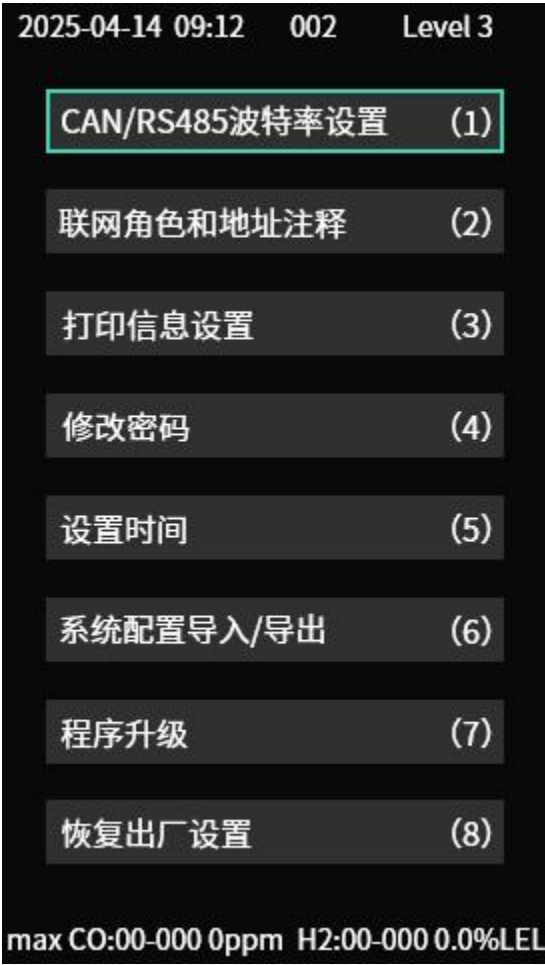 2025-04-14 09:12 002 Level 3
CAN/RS485波特率设置 (1)
联网角色和地址注释 (2)
打印信息设置 (3)
修改密码 (4)
设置时间 (5)
系统配置导入/导出 (6)
程序升级 (7)
恢复出厂设置 (8)
max CO:00-000 0ppm H2:00-000 0.0%LEL